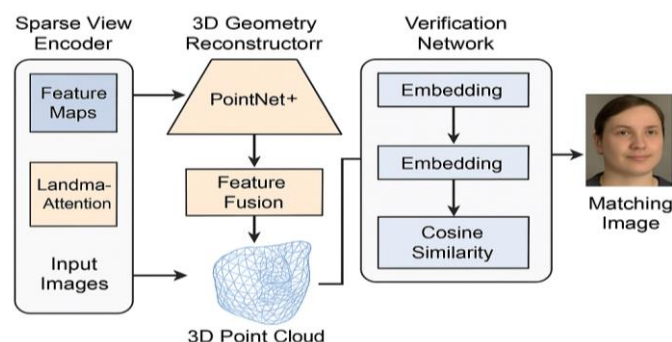 Sparse View
Encoder
Feature
Maps
Landma-
Attention
Input
Images
3D Geometry
Reconstructorr
PointNet+
Feature
Fusion
3D Point Cloud
Verification
Network
Embedding
Embedding
Cosine
Similarity
Matching
Image